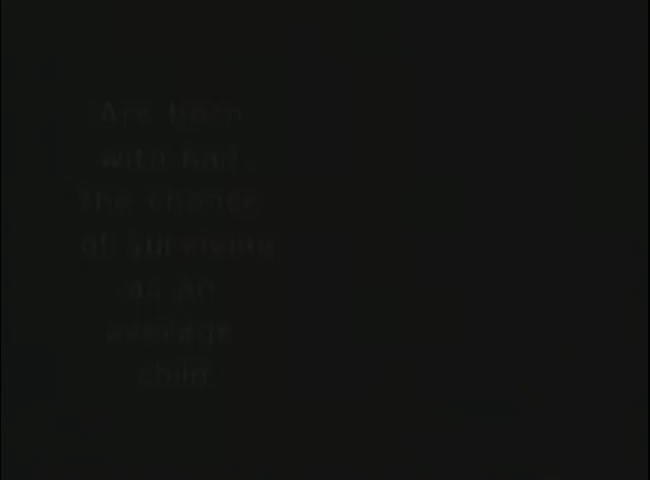 Are born
with half
the chance
of surviving
as an
average
child.